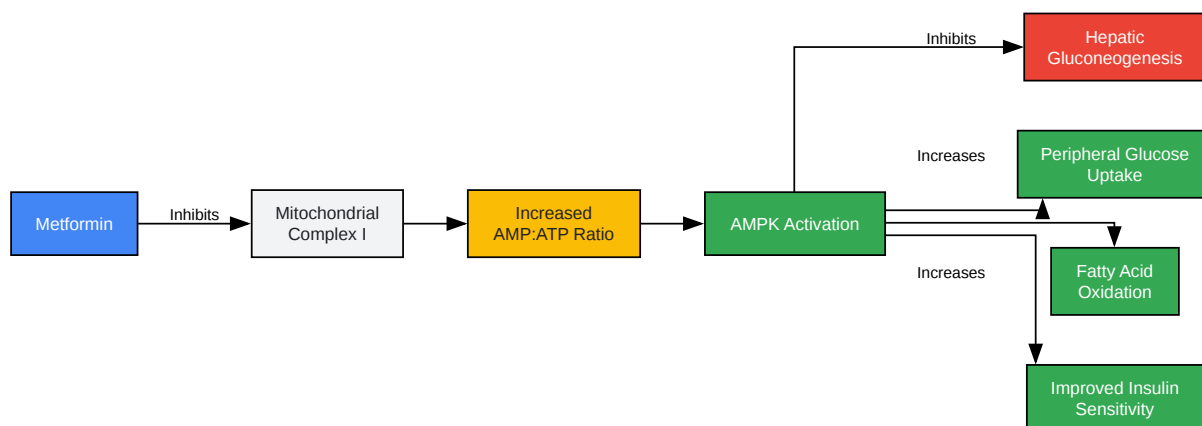 Metformin
Inhibits
Mitochondrial
Complex I
Increased
AMP:ATP Ratio
AMPK Activation
Inhibits
Hepatic
Gluconeogenesis
Increases
Peripheral Glucose
Uptake
Increases
Fatty Acid
Oxidation
Improved Insulin
Sensitivity